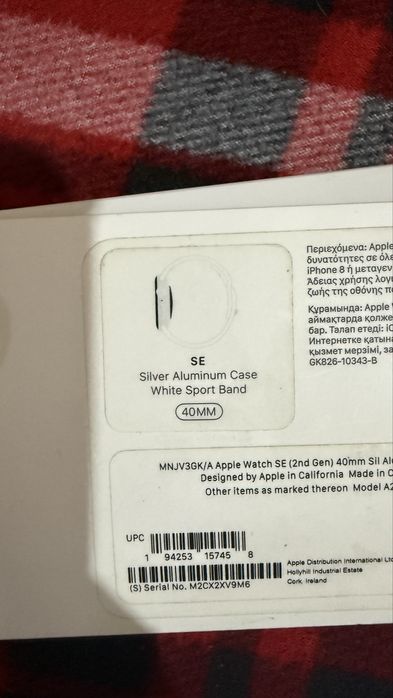 SE
Silver Aluminum Case
White Sport Band
40MM
Περιεχόμενα: Apple
δυνατότητες σε όλε
iPhone 8 ή μεταγεν
Άδειας χρήσης λογι
ζωής της οθόνης πο
Құрамында: Apple W
аймақтарда қолже
бар. Талап етеді: iO
Интернетке қатына
қызмет мерзімі, за
GK826-10343-B
MNJV3GK/A Apple Watch SE (2nd Gen) 40mm Sil Alu
Designed by Apple in California Made in C
Other items as marked thereon Model A2
UPC
1 94253 15745 8
(S) Serial No. M2CX2XV9M6
Apple Distribution International Ltd
Hollyhill Industrial Estate
Cork, Ireland